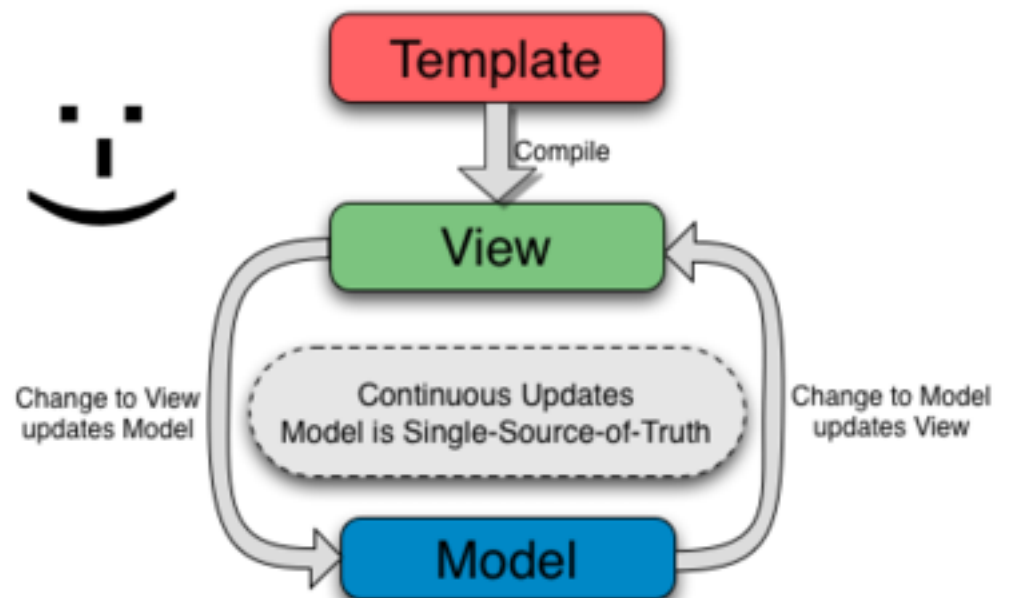 Template
Compile
View
Change to View
updates Model
Continuous Updates
Model is Single-Source-of-Truth
Change to Model
updates View
Model